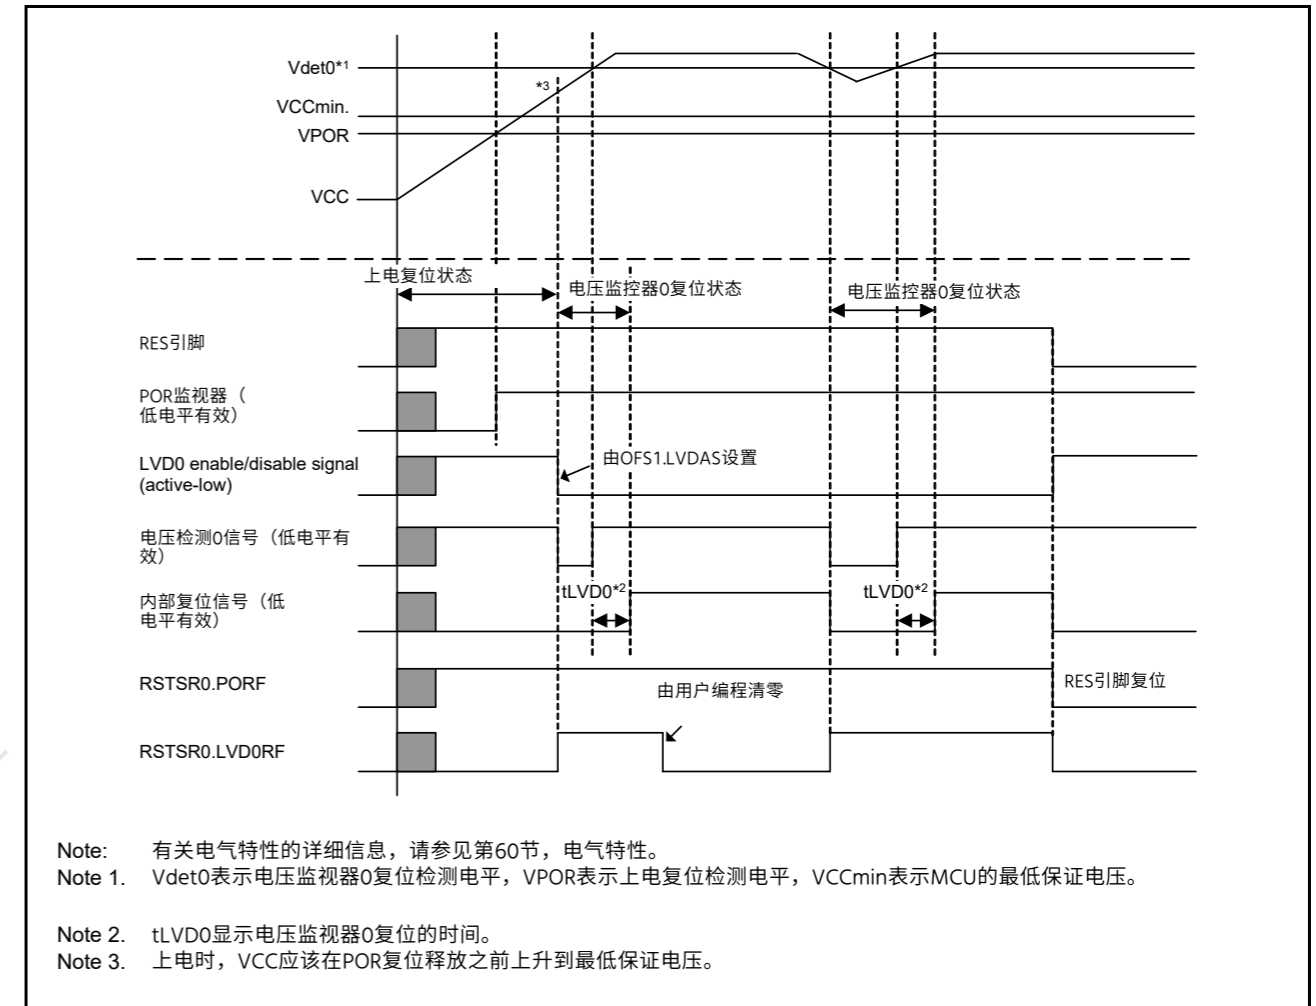 Vdet0*1
*3
VCCmin.
VPOR
VCC
上电复位状态
电压监控器0复位状态
电压监控器0复位状态
RES引脚
POR监视器（
低电平有效）
LVD0 enable/disable signal
(active-low)
由OFS1.LVDAS设置
电压检测0信号（低电平有
效）
tLVD0*2
tLVD0*2
内部复位信号（低
电平有效）
RSTSR0.PORF
由用户编程清零
RES引脚复位
RSTSR0.LVD0RF
Note: 有关电气特性的详细信息，请参见第60节，电气特性。
Note 1. Vdet0表示电压监视器0复位检测电平，VPOR表示上电复位检测电平，VCCmin表示MCU的最低保证电压。
Note 2. tLVD0显示电压监视器0复位的时间。
Note 3. 上电时，VCC应该在POR复位释放之前上升到最低保证电压。